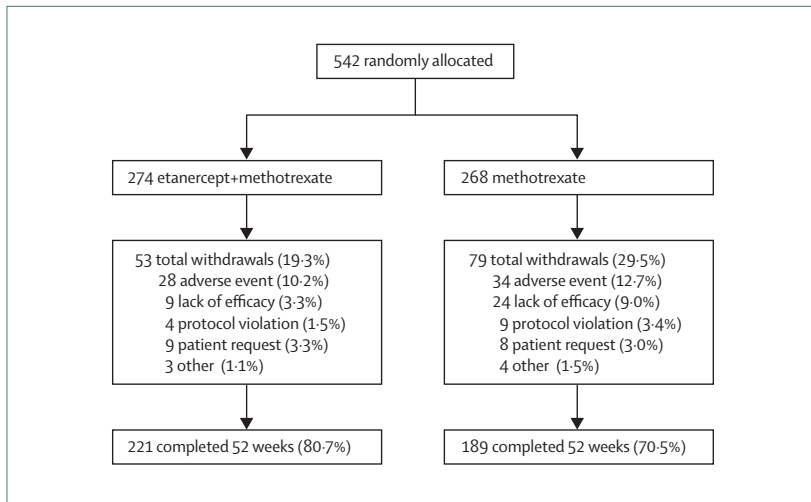 542 randomly allocated
274 etanercept+methotrexate
268 methotrexate
53 total withdrawals (19·3%)
28 adverse event (10·2%)
9 lack of efficacy (3·3%)
4 protocol violation (1·5%)
9 patient request (3·3%)
3 other (1·1%)
79 total withdrawals (29·5%)
34 adverse event (12·7%)
24 lack of efficacy (9·0%)
9 protocol violation (3·4%)
8 patient request (3·0%)
4 other (1·5%)
221 completed 52 weeks (80·7%)
189 completed 52 weeks (70·5%)